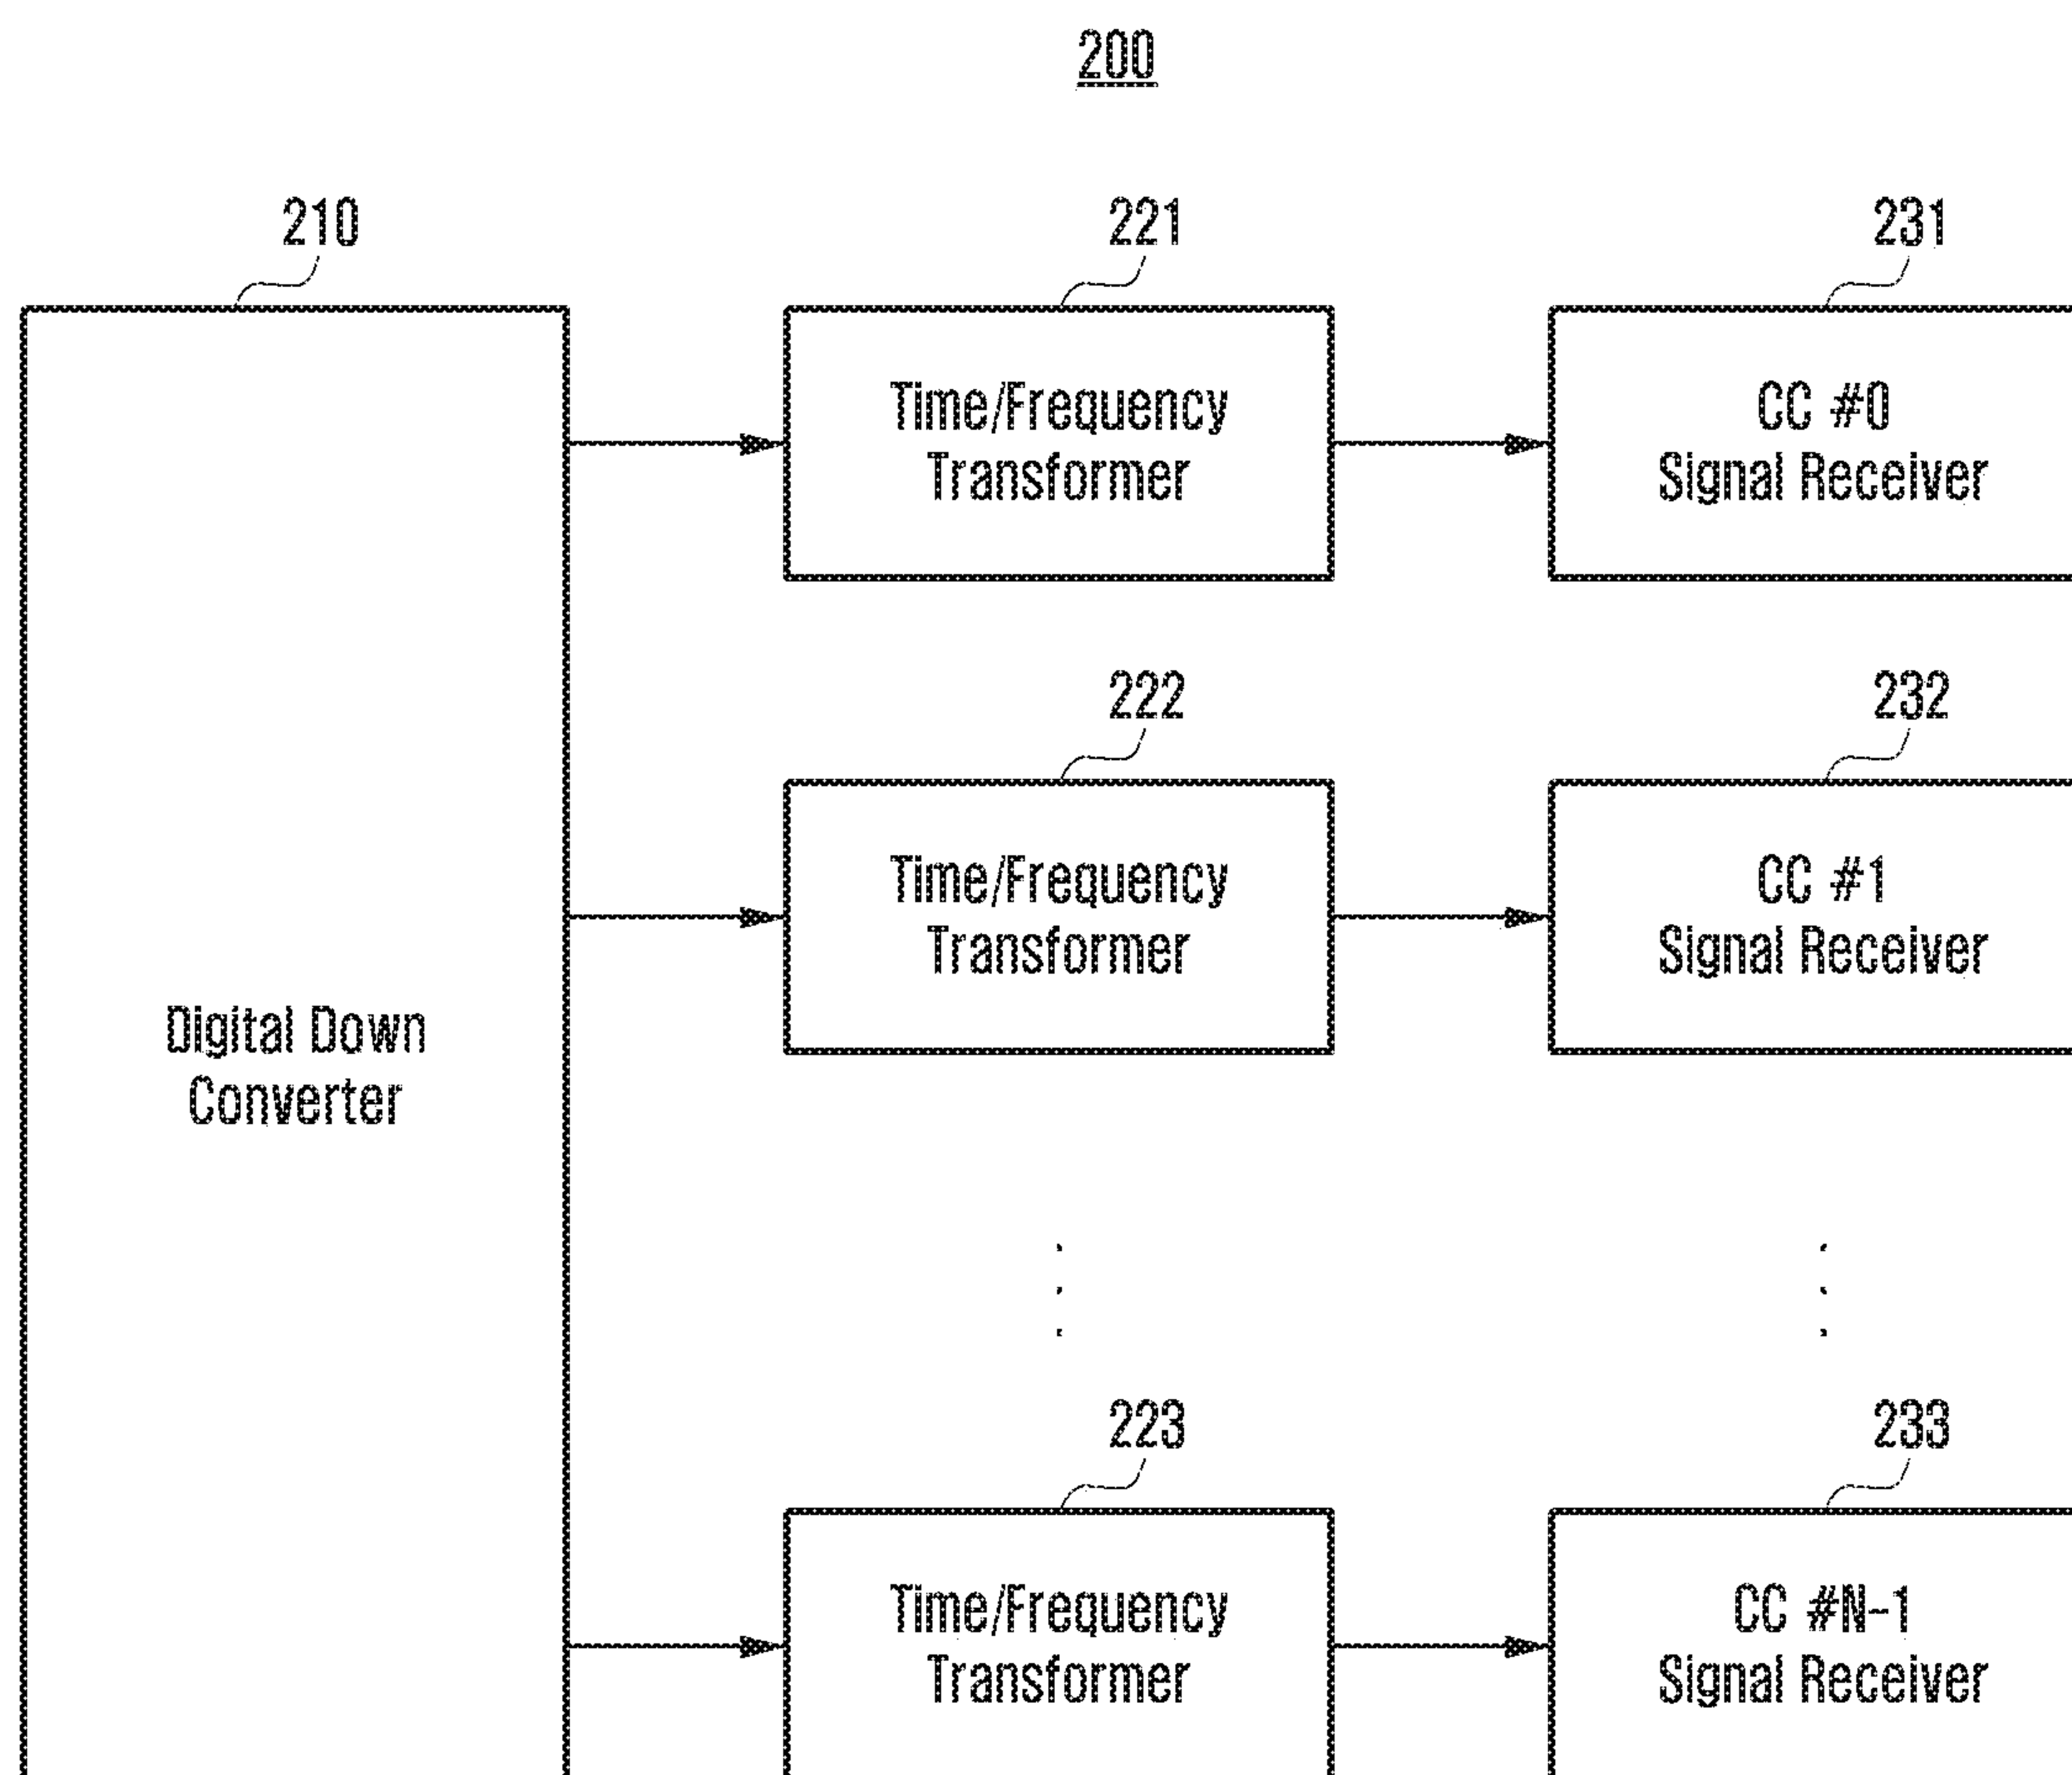 200
210
221
231
Time/Frequency
Transformer
CC #0
Signal Receiver
222
232
Time/Frequency
Transformer
CC #1
Signal Receiver
Digital Down
Converter
223
233
Time/Frequency
Transformer
CC #N-1
Signal Receiver